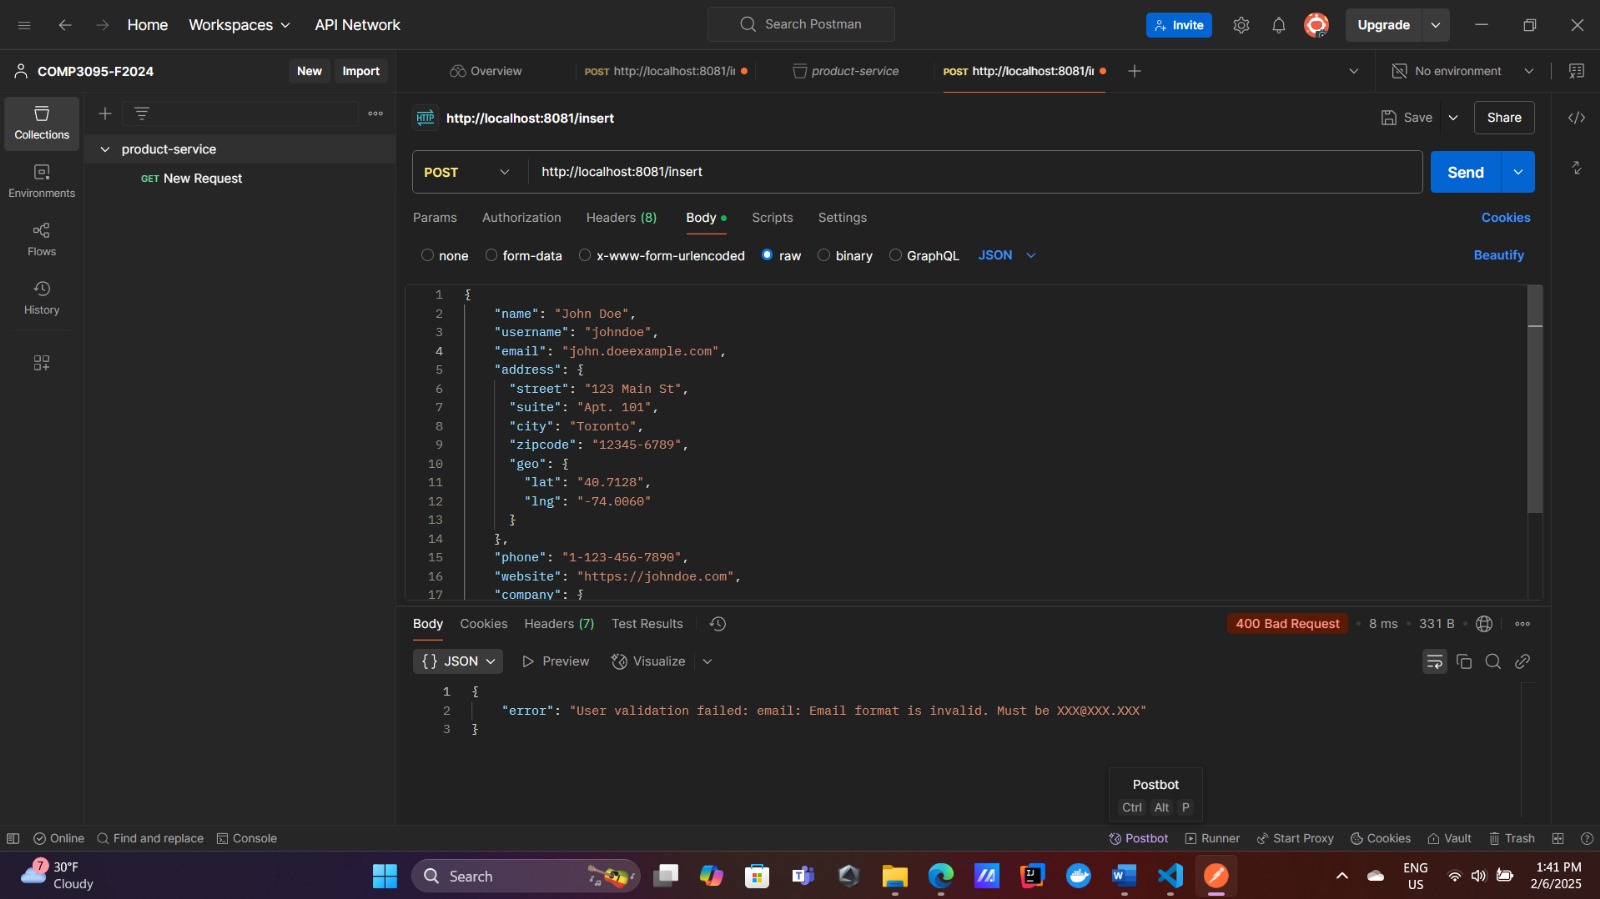 Home
Workspaces
API Network
Search Postman
Invite
Upgrade
COMP3095-F2024
New
Import
Overview
POST http://localhost:8081/i
product-service
POST http://localhost:8081/i
No environment
Collections
Environments
Flows
History
product-service
GET New Request
HTTP http://localhost:8081/insert
Save
Share
POST
http://localhost:8081/insert
Send
Params
Authorization
Headers (8)
Body
Scripts
Settings
Cookies
none
form-data
x-www-form-urlencoded
raw
binary
GraphQL
JSON
Beautify
1 {
2 "name": "John Doe",
3 "username": "johndoe",
4 "email": "john.doeexample.com",
5 "address": {
6 "street": "123 Main St",
7 "suite": "Apt. 101",
8 "city": "Toronto",
9 "zipcode": "12345-6789",
10 "geo": {
11 "lat": "40.7128",
12 "lng": "-74.0060"
13 }
14 },
15 "phone": "1-123-456-7890",
16 "website": "https://johndoe.com",
17 "company": {
Body
Cookies
Headers (7)
Test Results
400 Bad Request
8 ms
331 B
{} JSON
Preview
Visualize
1 {
2 "error": "User validation failed: email: Email format is invalid. Must be XXX@XXX.XXX"
3 }
Postbot
Ctrl Alt P
Online
Find and replace
Console
Postbot
Runner
Start Proxy
Cookies
Vault
Trash
7
30°F
Cloudy
Search
ENG
US
1:41 PM
2/6/2025